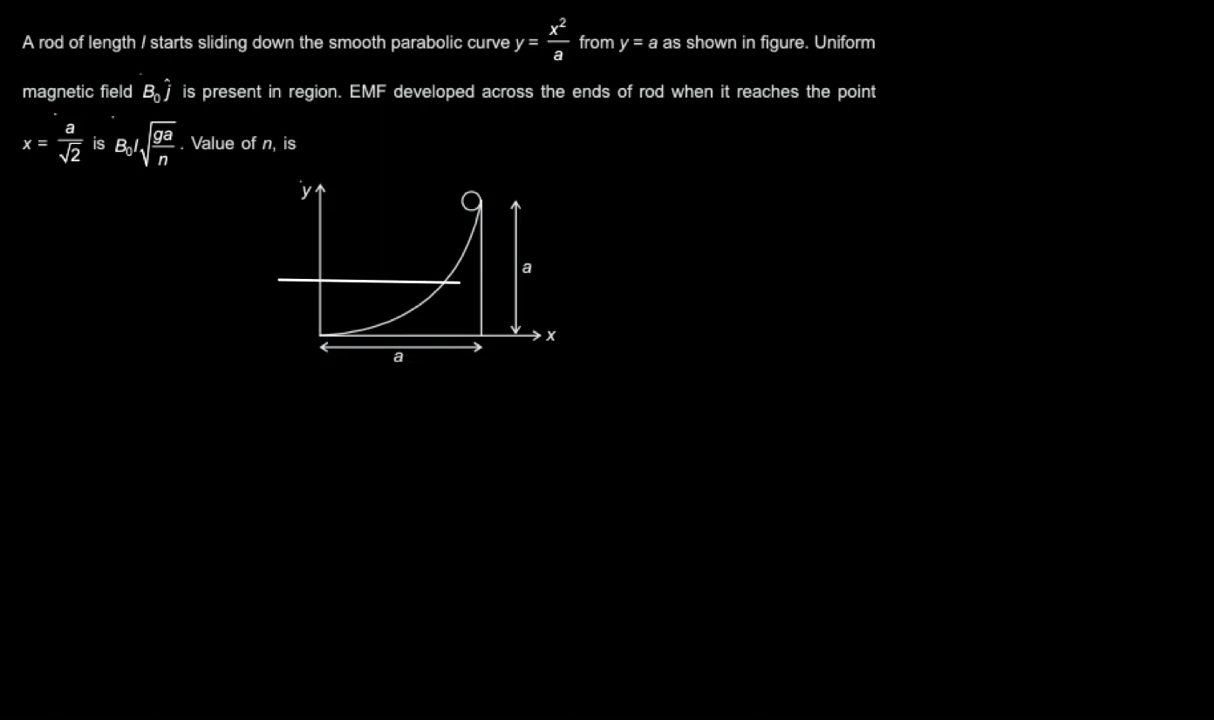 A rod of length l starts sliding down the smooth parabolic curve y = x²/a from y = a as shown in figure. Uniform
magnetic field B₀ĵ is present in region. EMF developed across the ends of rod when it reaches the point
x = a/√2 is B₀l√(ga/n). Value of n, is
y
a
x
a